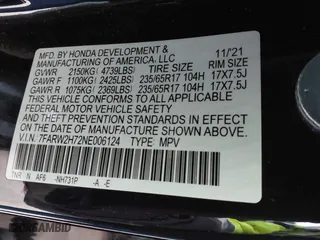 MFD. BY HONDA DEVELOPMENT & 11/'21
MANUFACTURING OF AMERICA, LLC
GVWR 2150KG (4739LBS) TIRE SIZE RIM SIZE
GAWR F 1100KG (2425LBS) 235/65R17 104H 17X7.5J
GAWR R 1075KG (2369LBS) 235/65R17 104H 17X7.5J
THIS VEHICLE CONFORMS TO ALL APPLICABLE
FEDERAL MOTOR VEHICLE SAFETY
AND THEFT PREVENTION STANDARDS IN EFFECT ON
THE DATE OF MANUFACTURE SHOWN ABOVE.
V.I.N. 7FARW2H72NE006124 TYPE MPV
N AF6 -NH731P -A -E